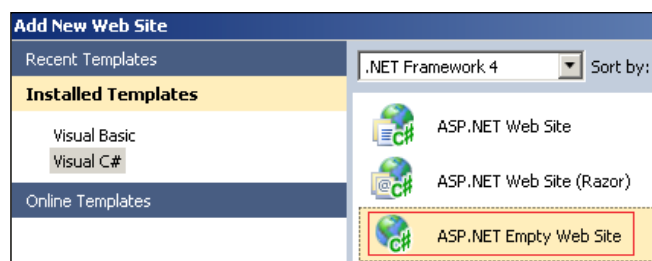 Add New Web Site
Recent Templates
Installed Templates
Visual Basic
Visual C#
Online Templates
.NET Framework 4 Sort by:
ASP.NET Web Site
ASP.NET Web Site (Razor)
ASP.NET Empty Web Site